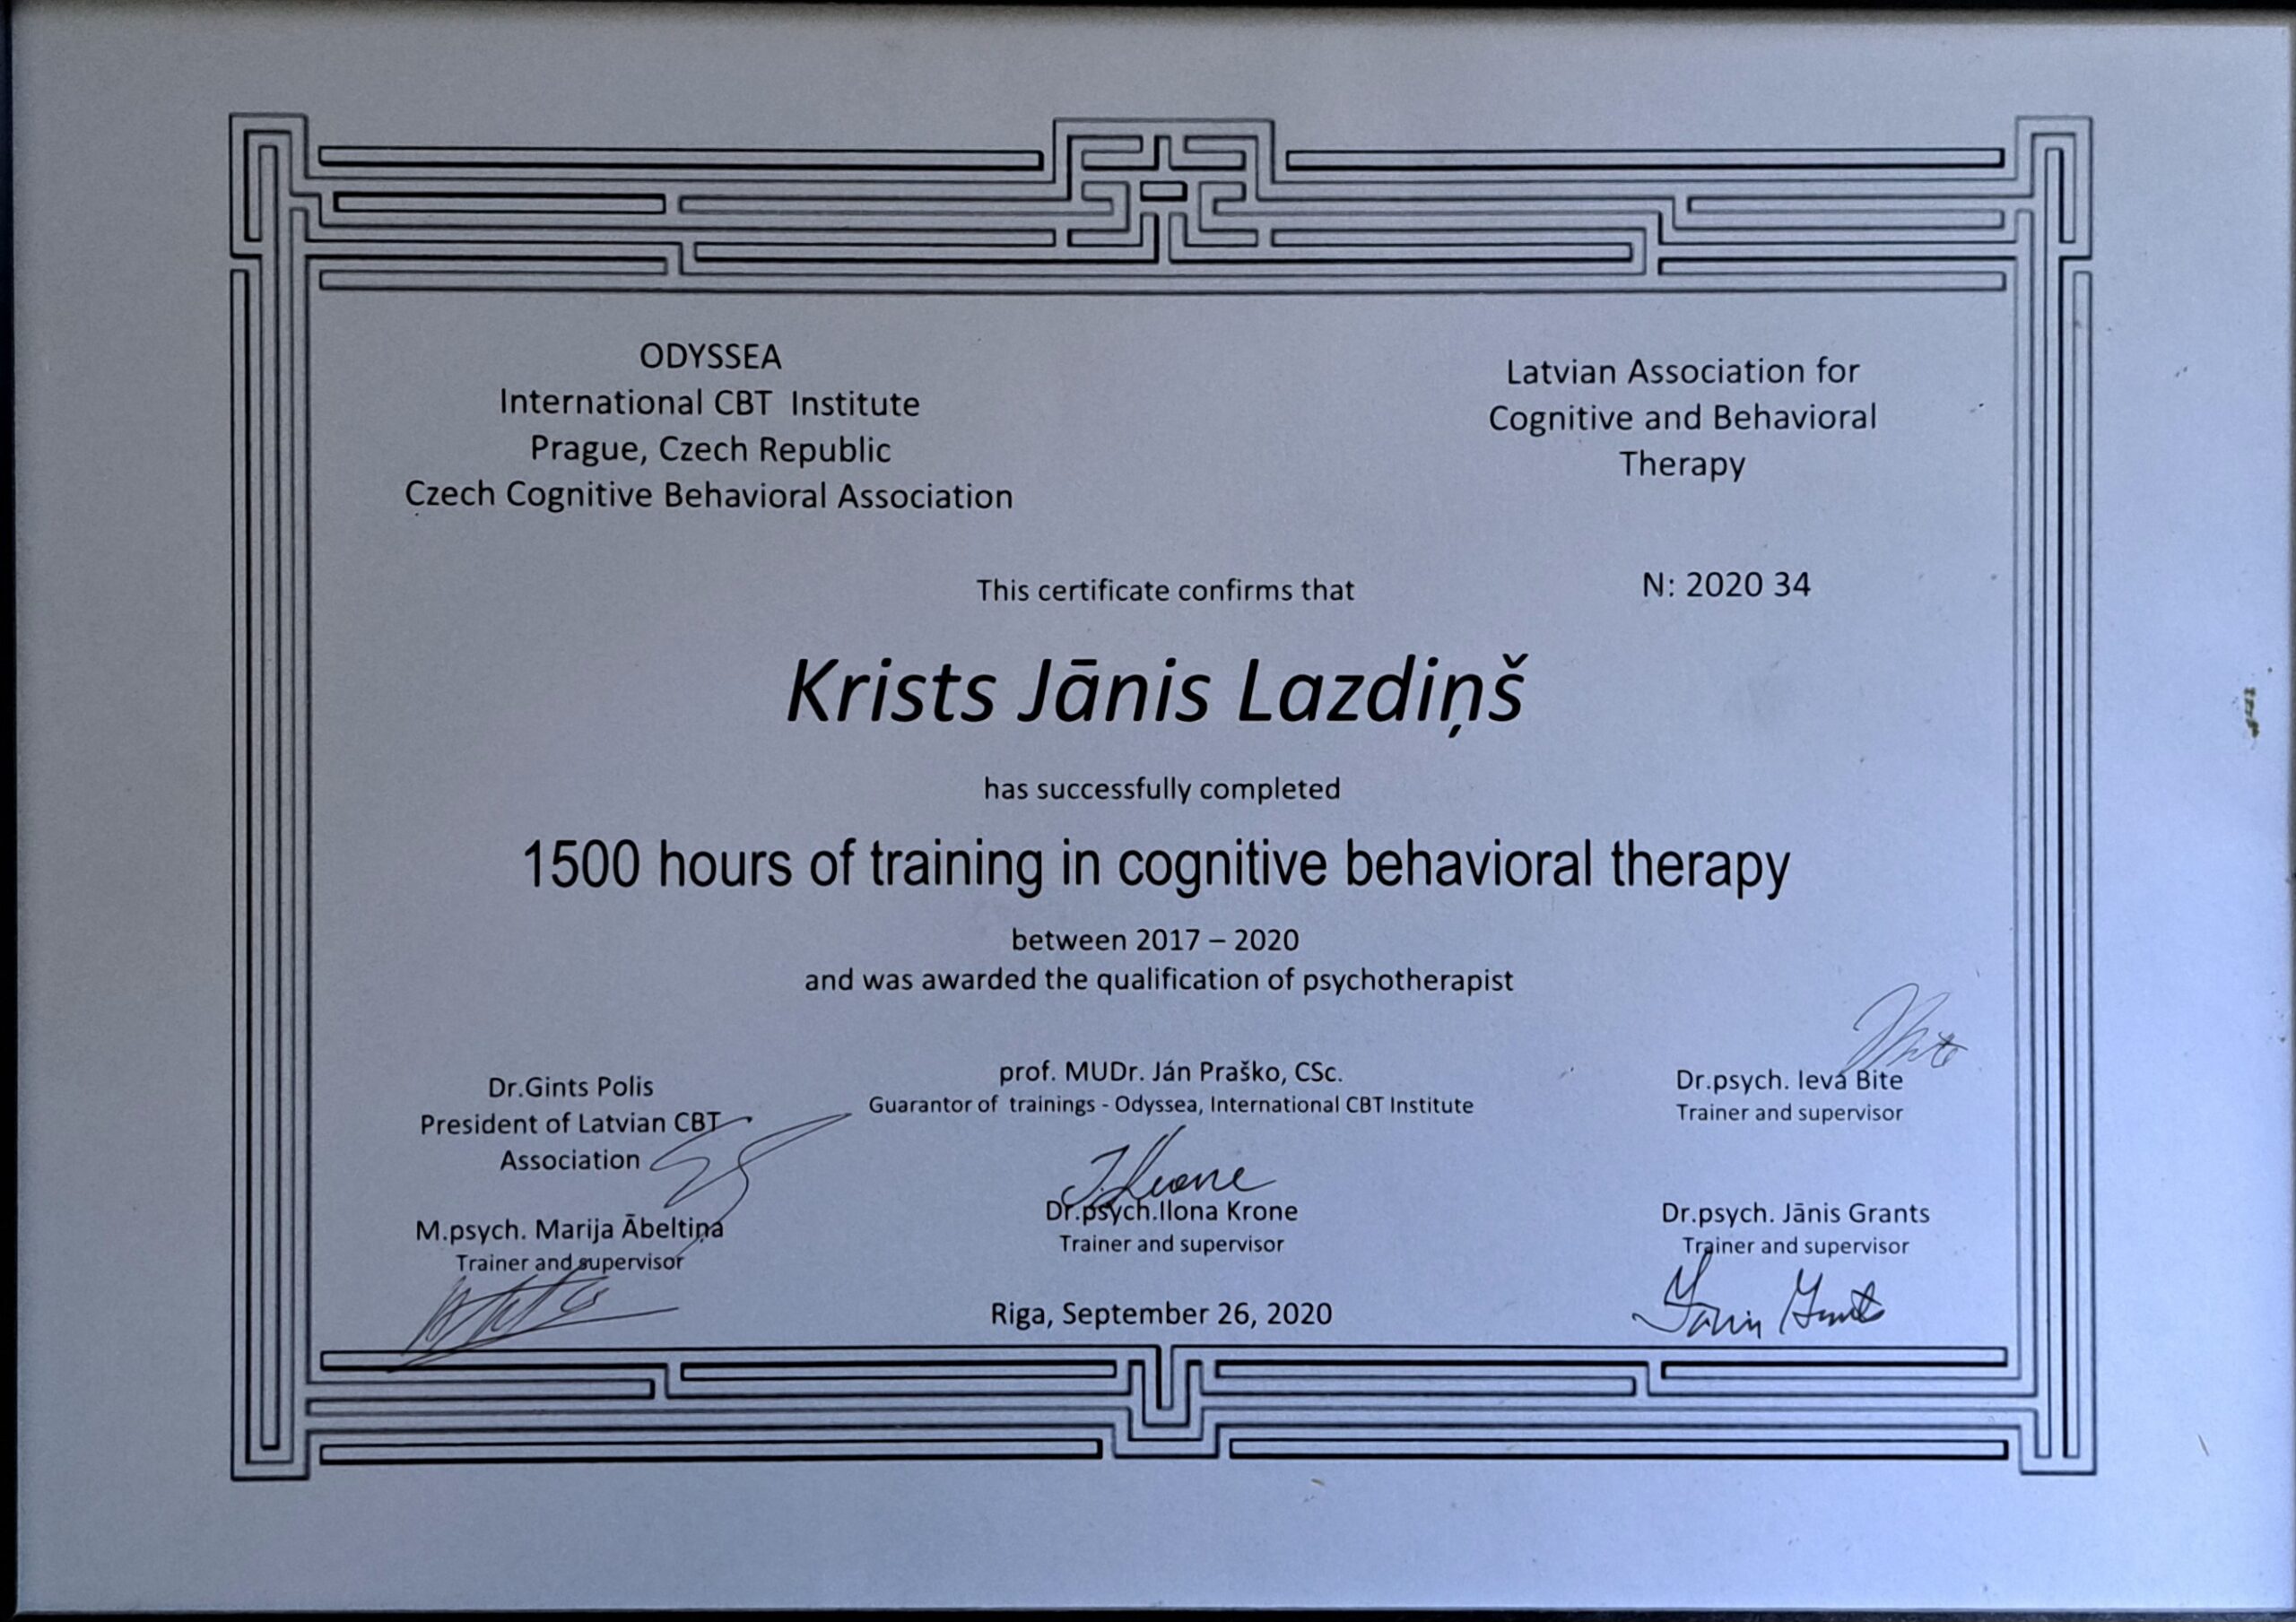 ODYSSEA
International CBT Institute
Prague, Czech Republic
Czech Cognitive Behavioral Association
Latvian Association for
Cognitive and Behavioral
Therapy
This certificate confirms that
N: 2020 34
Krists Jānis Lazdiņš
has successfully completed
1500 hours of training in cognitive behavioral therapy
between 2017 – 2020
and was awarded the qualification of psychotherapist
Dr.Gints Polis
President of Latvian CBT
Association
prof. MUDr. Ján Praško, CSc.
Guarantor of trainings - Odyssea, International CBT Institute
Dr.psych. Ieva Bite
Trainer and supervisor
M.psych. Marija Ābeltiņa
Trainer and supervisor
I.Krone
Dr.psych.Ilona Krone
Trainer and supervisor
Dr.psych. Jānis Grants
Trainer and supervisor
Riga, September 26, 2020